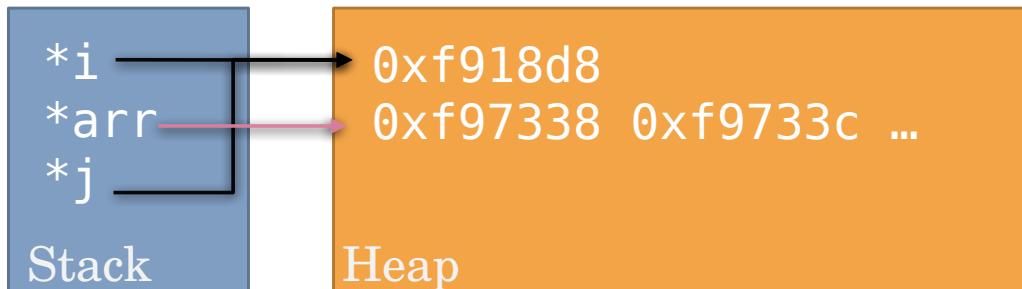 *i
*arr
*j
Stack
0xf918d8
0xf97338 0xf9733c …
Heap